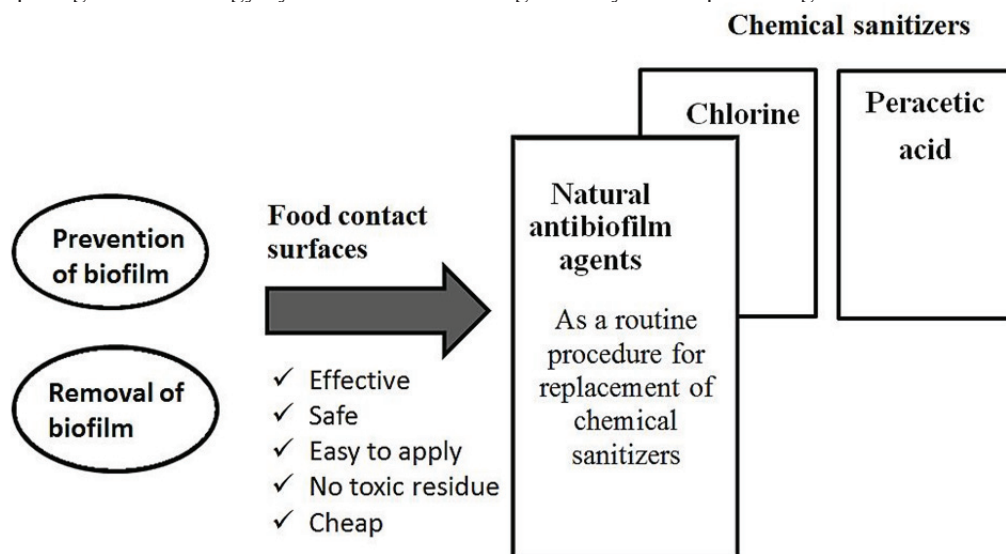 Chemical sanitizers
Chlorine
Peracetic
acid
Natural
antibiofilm
agents
As a routine
procedure for
replacement of
chemical
sanitizers
Food contact
surfaces
✓ Effective
✓ Safe
✓ Easy to apply
✓ No toxic residue
✓ Cheap
Prevention
of biofilm
Removal of
biofilm